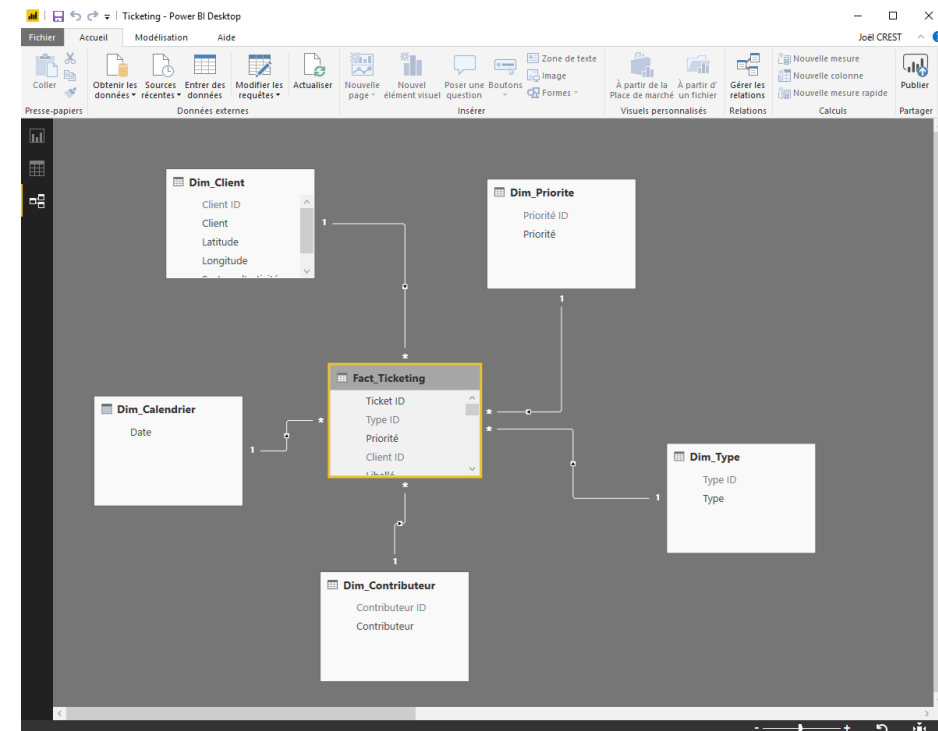 Ticketing - Power BI Desktop
Fichier Accueil Modélisation Aide Joël CREST
Coller
Obtenir les données
Sources récentes
Entrer des données
Modifier les requêtes
Actualiser
Nouvelle page
Nouvel élément visuel
Poser une question
Boutons
Zone de texte
Image
Formes
À partir de la Place de marché
À partir d' un fichier
Gérer les relations
Nouvelle mesure
Nouvelle colonne
Nouvelle mesure rapide
Publier
Presse-papiers Données externes Insérer Visuels personnalisés Relations Calculs Partager
Dim_Client
Client ID
Client
Latitude
Longitude
1
*
Dim_Priorite
Priorité ID
Priorité
1
*
Fact_Ticketing
Ticket ID
Type ID
Priorité
Client ID
Libellé
Dim_Calendrier
Date
1
*
*
Dim_Type
Type ID
Type
1
*
1
Dim_Contributeur
Contributeur ID
Contributeur